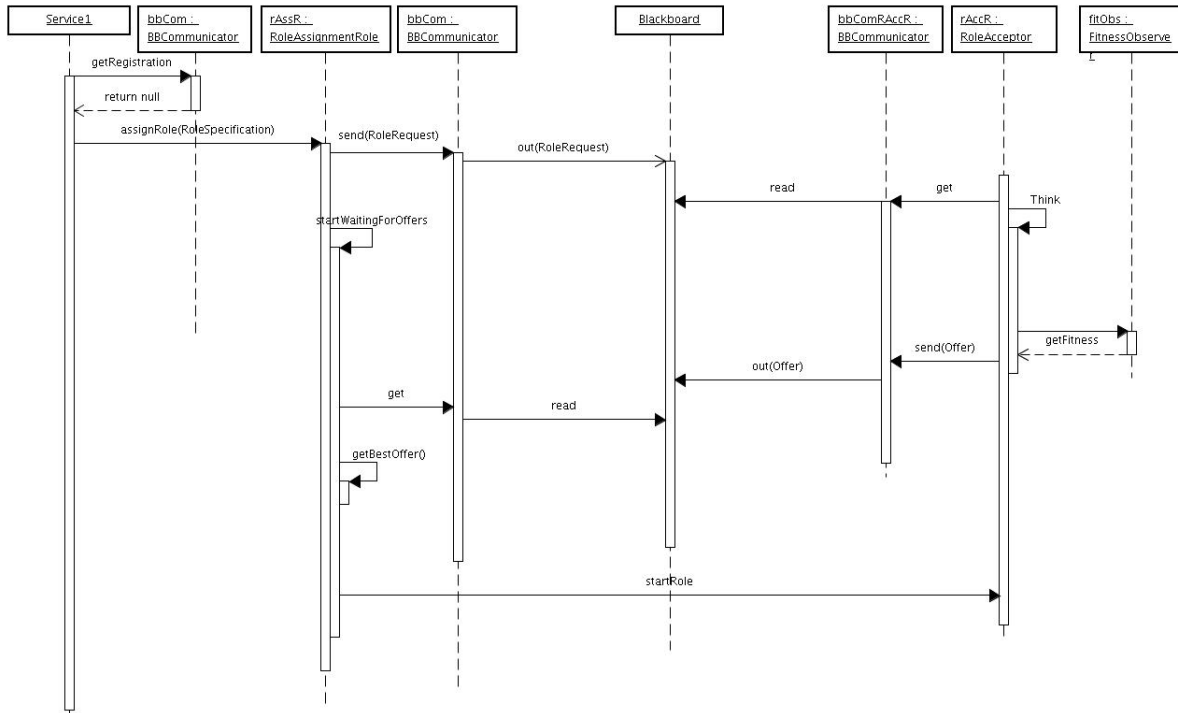 Service1
bbCom :
BBCommunicator
rAssR :
RoleAssignmentRole
bbCom :
BBCommunicator
Blackboard
bbComRAccR :
BBCommunicator
rAccR :
RoleAcceptor
fitObs :
FitnessObserve
r
getRegistration
return null
assignRole(RoleSpecification)
send(RoleRequest)
out(RoleRequest)
read
get
Think
startWaitingForOffers
getFitness
send(Offer)
out(Offer)
get
read
getBestOffer()
startRole